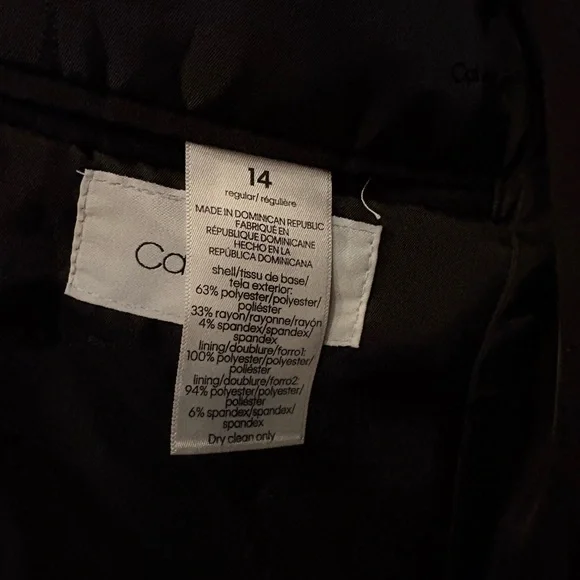 14
regular/ régulière
MADE IN DOMINICAN REPUBLIC
FABRIQUÉ EN
RÉPUBLIQUE DOMINICAINE
HECHO EN LA
REPÚBLICA DOMINICANA
Ca
shell/tissu de base/
tela exterior:
63% polyester/polyester/
poliéster
33% rayon/rayonne/rayón
4% spandex/spandex/
spandex
lining/doublure/forro1:
100% polyester/polyester/
poliéster
lining/doublure/forro2:
94% polyester/polyester/
poliéster
6% spandex/spandex/
spandex
Dry clean only